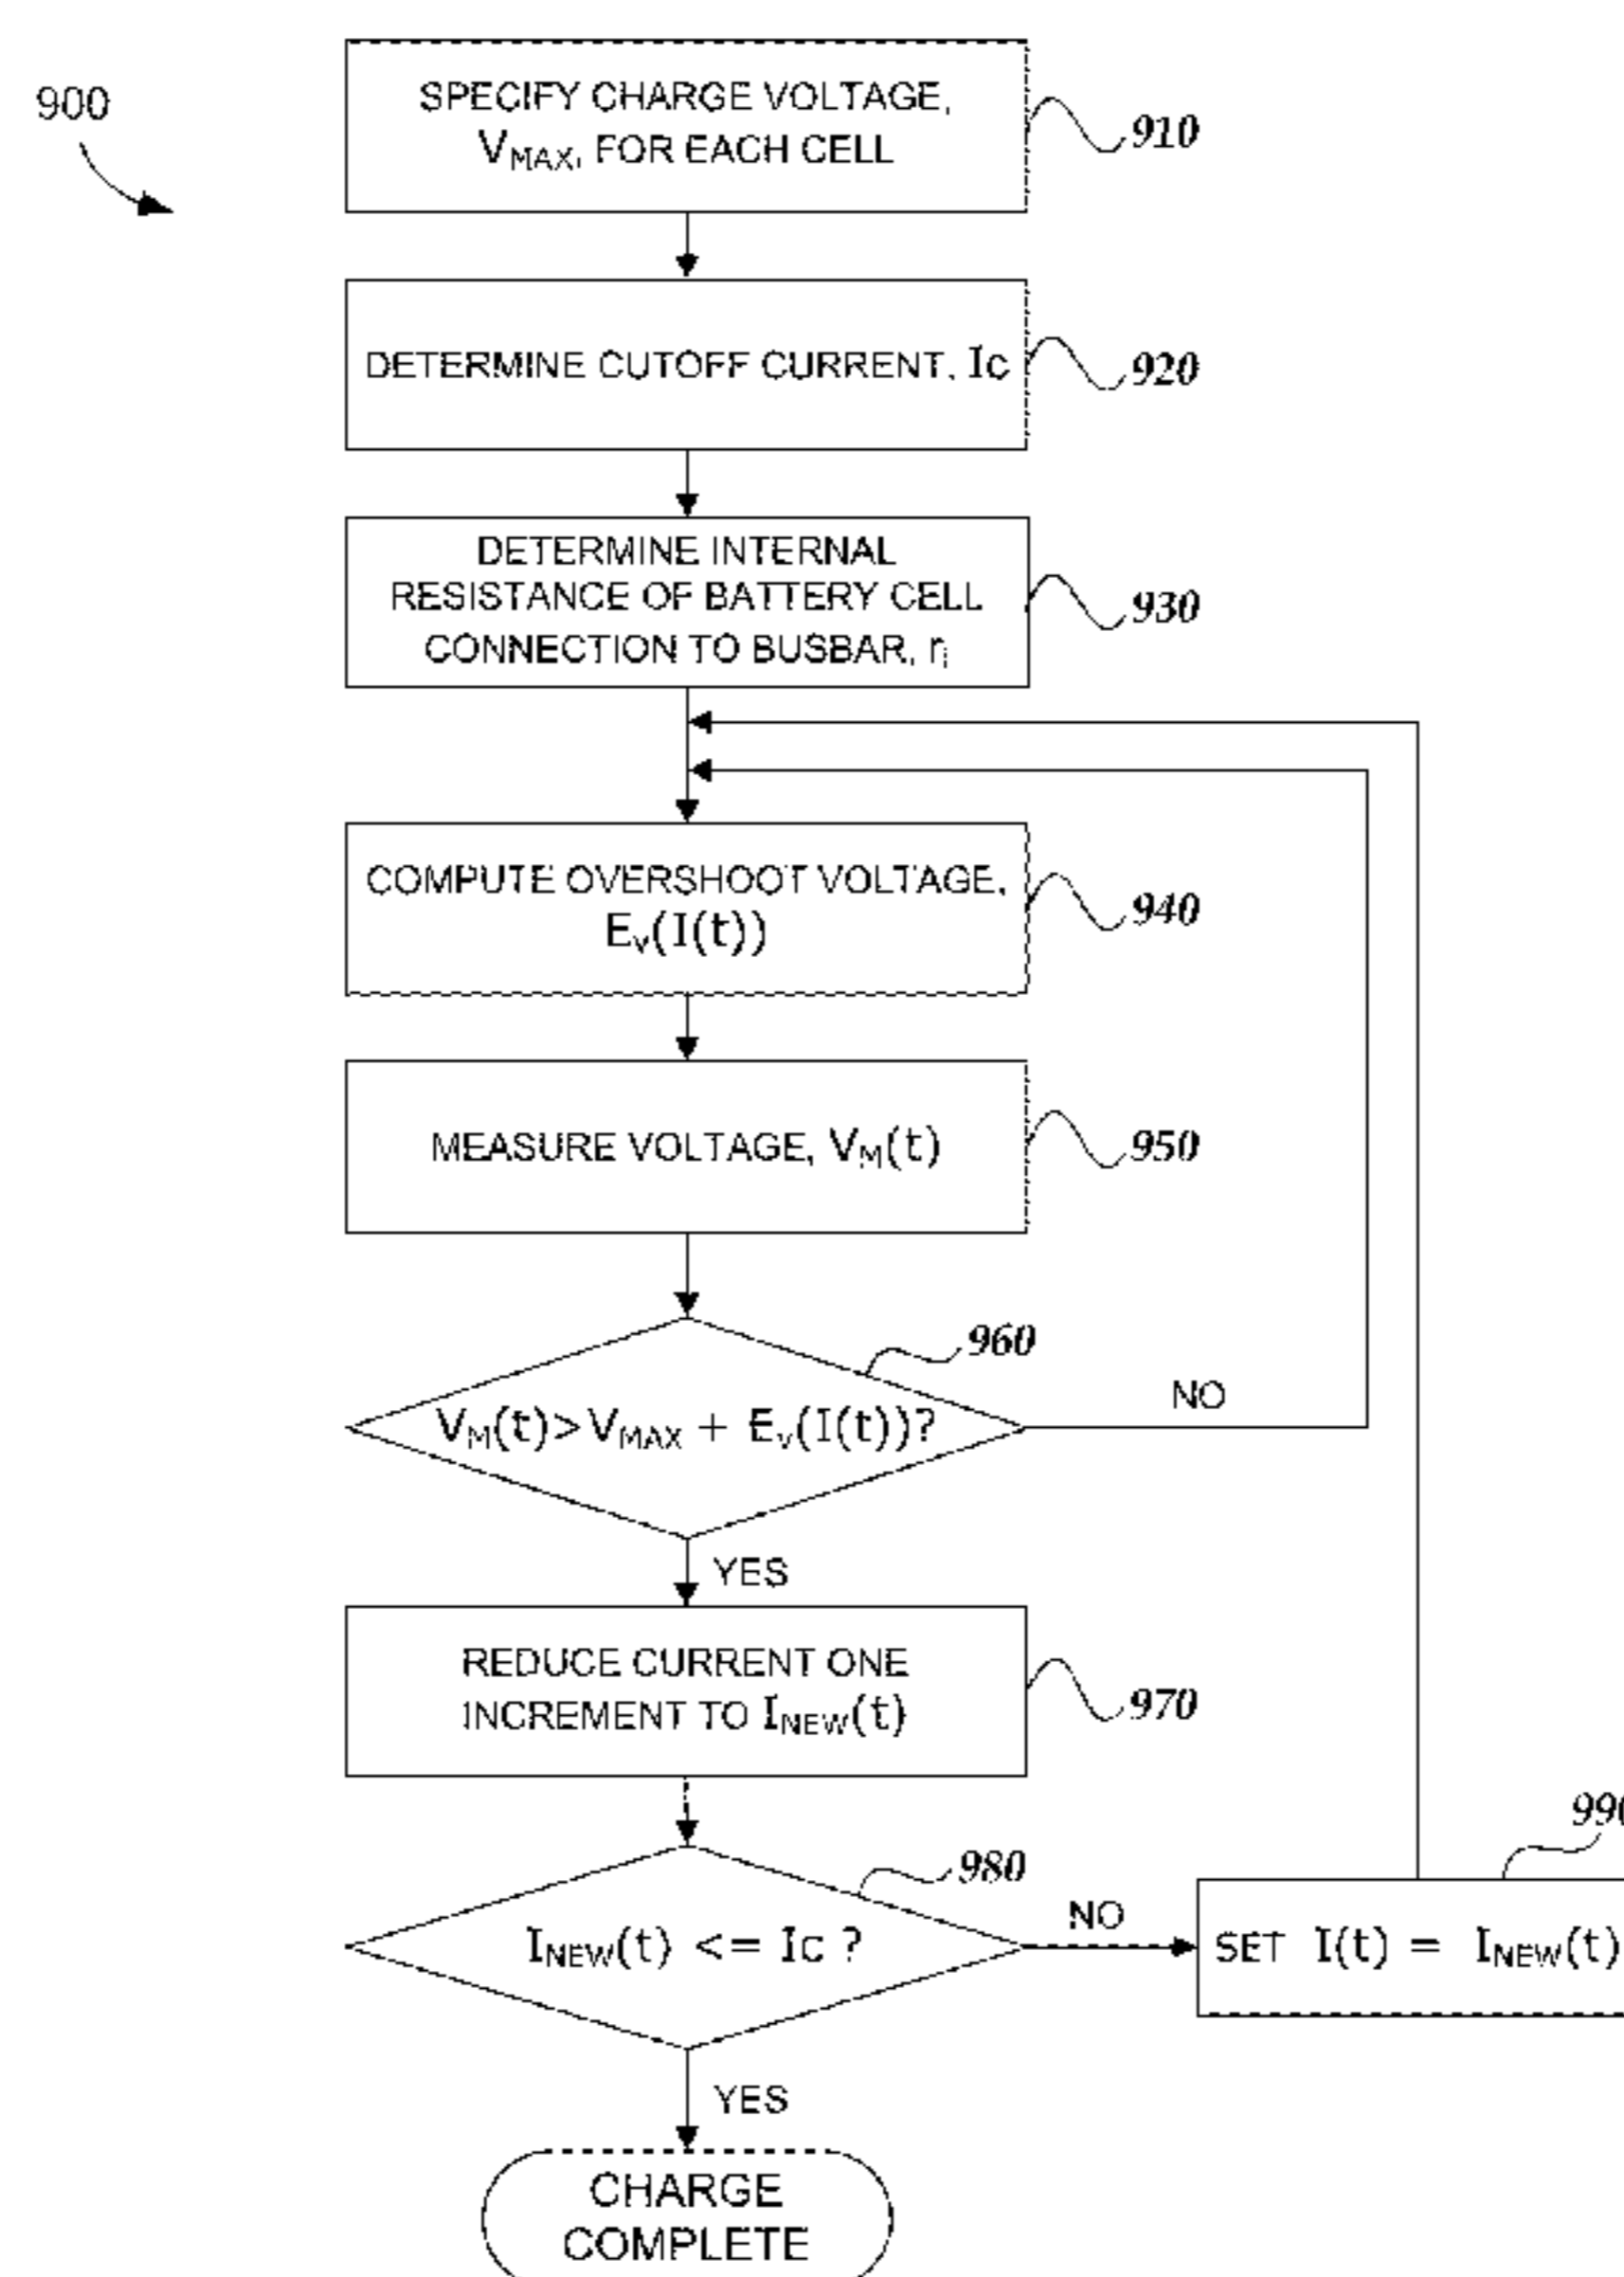 900
SPECIFY CHARGE VOLTAGE,
VMAX, FOR EACH CELL
910
DETERMINE CUTOFF CURRENT, Ic
920
DETERMINE INTERNAL
RESISTANCE OF BATTERY CELL
CONNECTION TO BUSBAR, ri
930
COMPUTE OVERSHOOT VOLTAGE,
Ev(I(t))
940
MEASURE VOLTAGE, VM(t)
950
960
VM(t)>VMAX + Ev(I(t))?
NO
YES
REDUCE CURRENT ONE
INCREMENT TO INEW(t)
970
980
INEW(t) <= Ic ?
NO
990
SET I(t) = INEW(t)
YES
CHARGE
COMPLETE